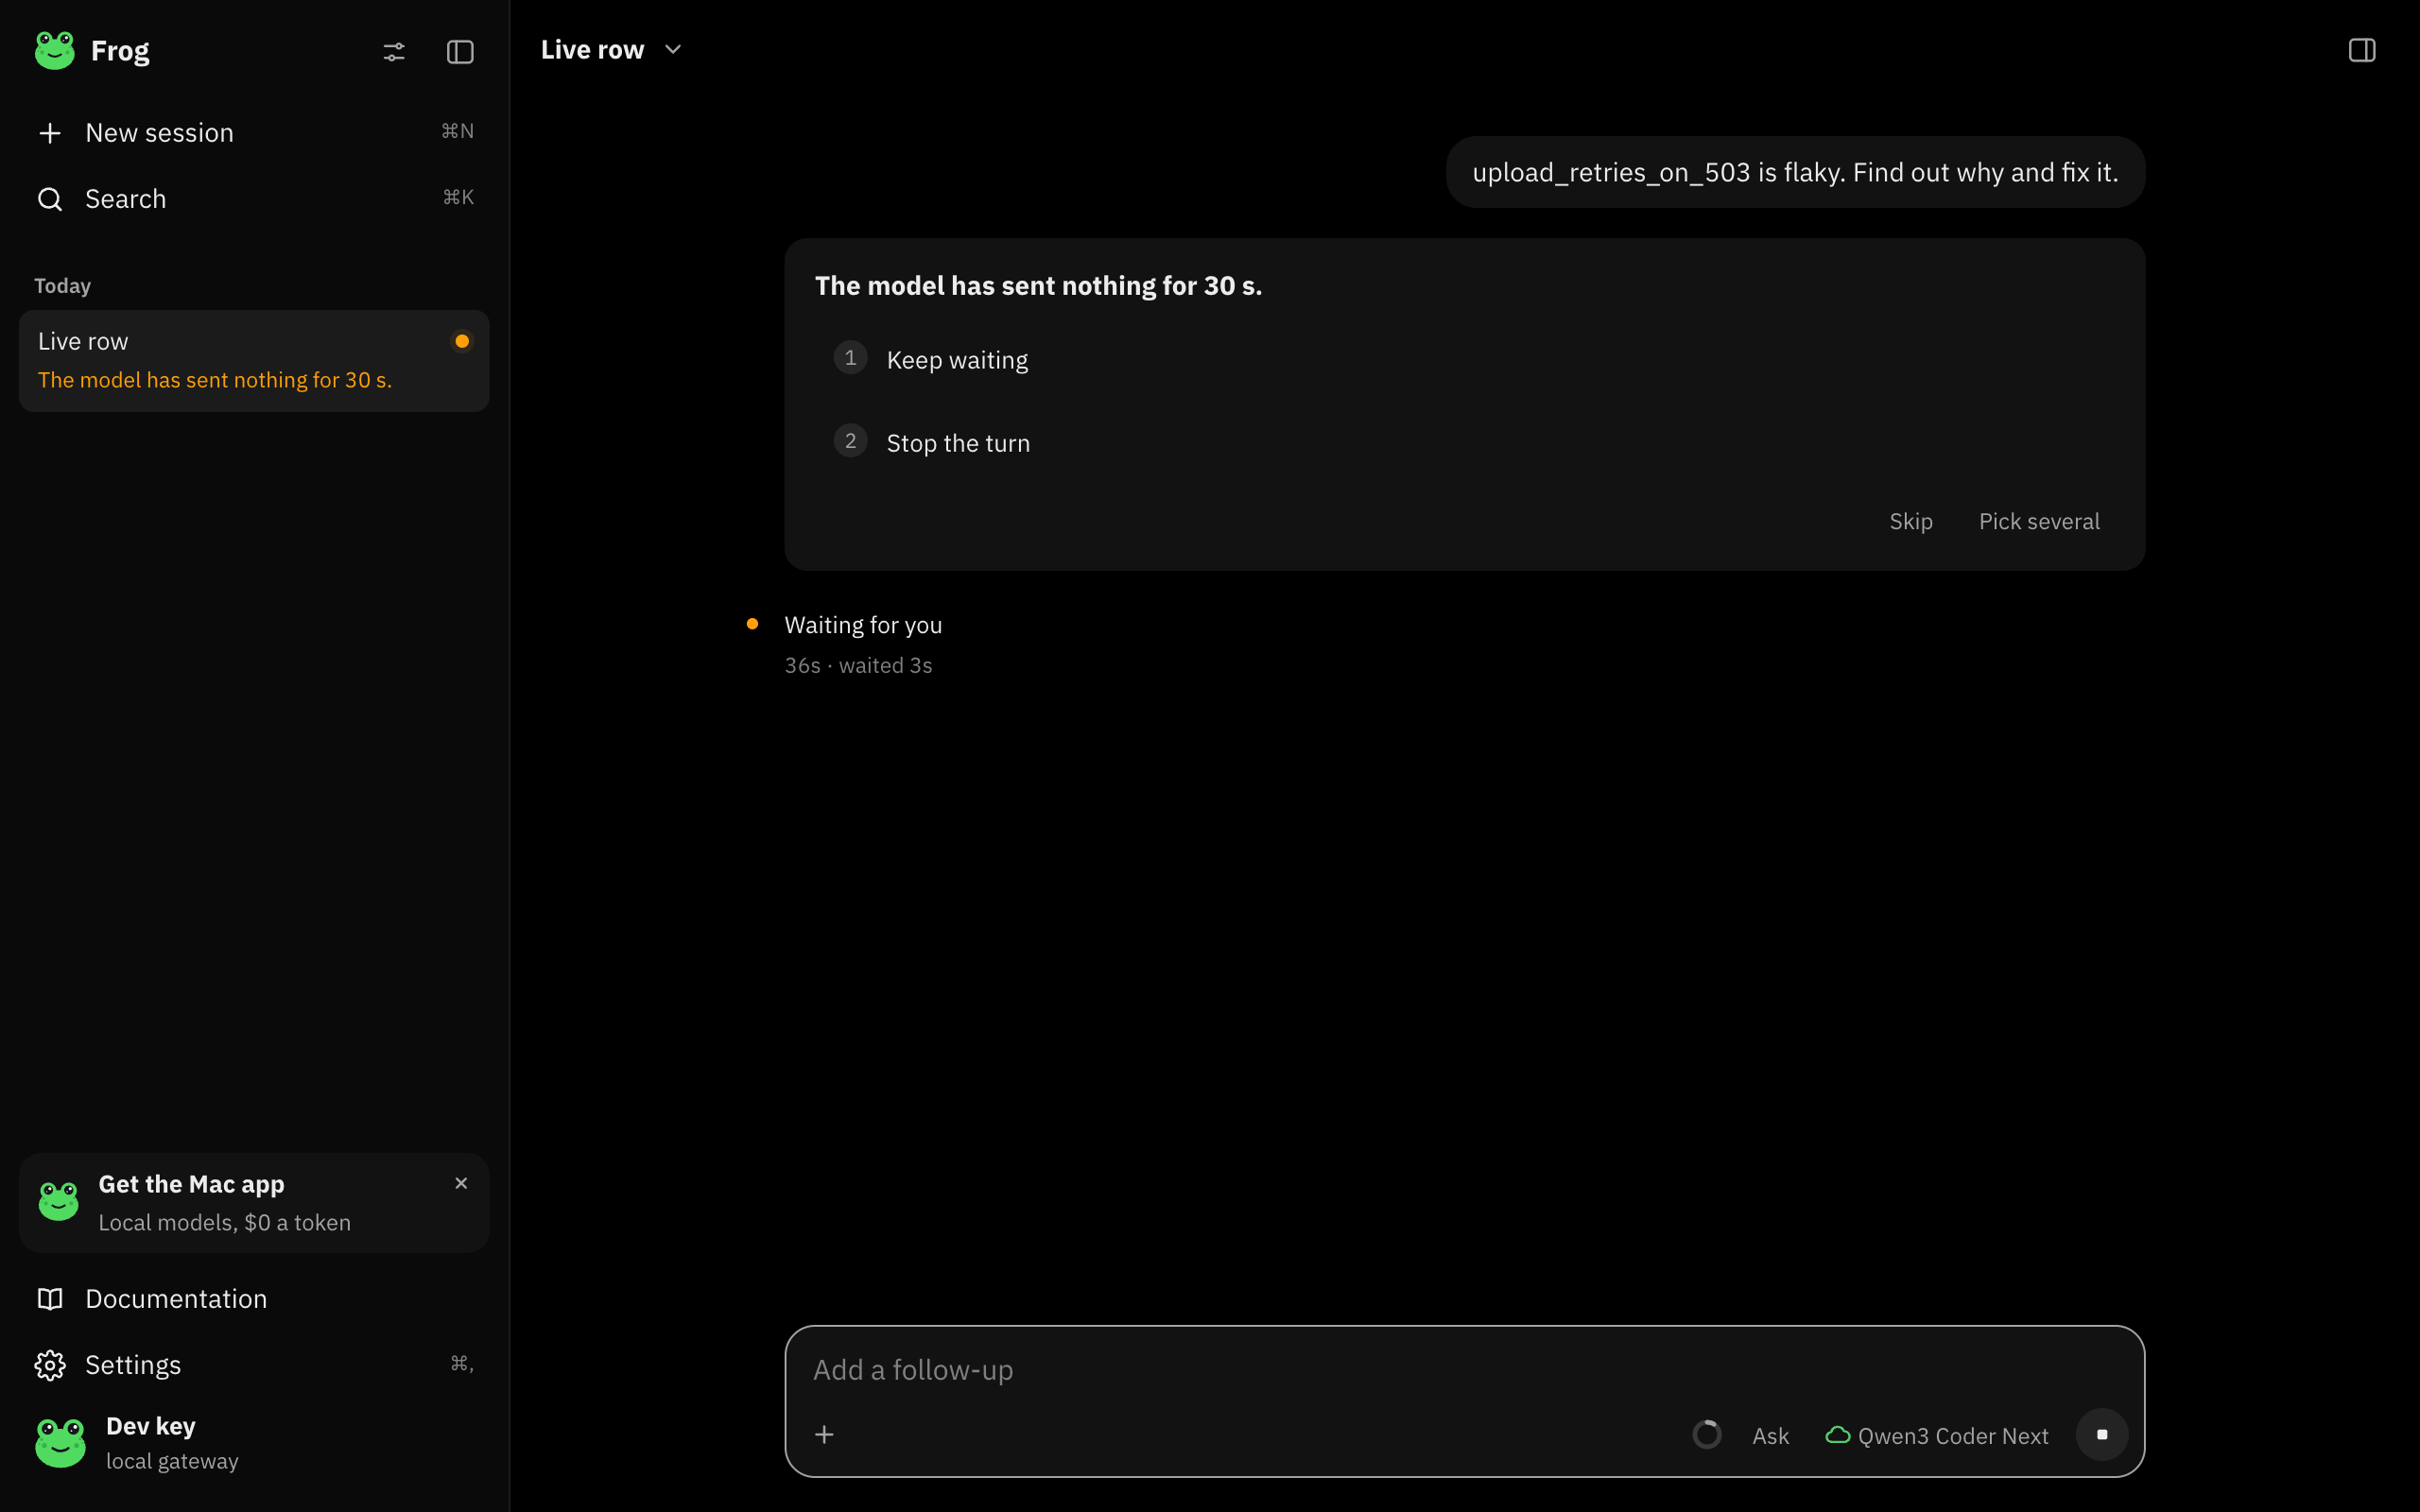 Frog
New session ⌘N
Search ⌘K
Today
Live row
The model has sent nothing for 30 s.
Get the Mac app
Local models, $0 a token
Documentation
Settings ⌘,
Dev key
local gateway
Live row
upload_retries_on_503 is flaky. Find out why and fix it.
The model has sent nothing for 30 s.
1 Keep waiting
2 Stop the turn
Skip Pick several
Waiting for you
36s · waited 3s
Add a follow-up
Ask Qwen3 Coder Next